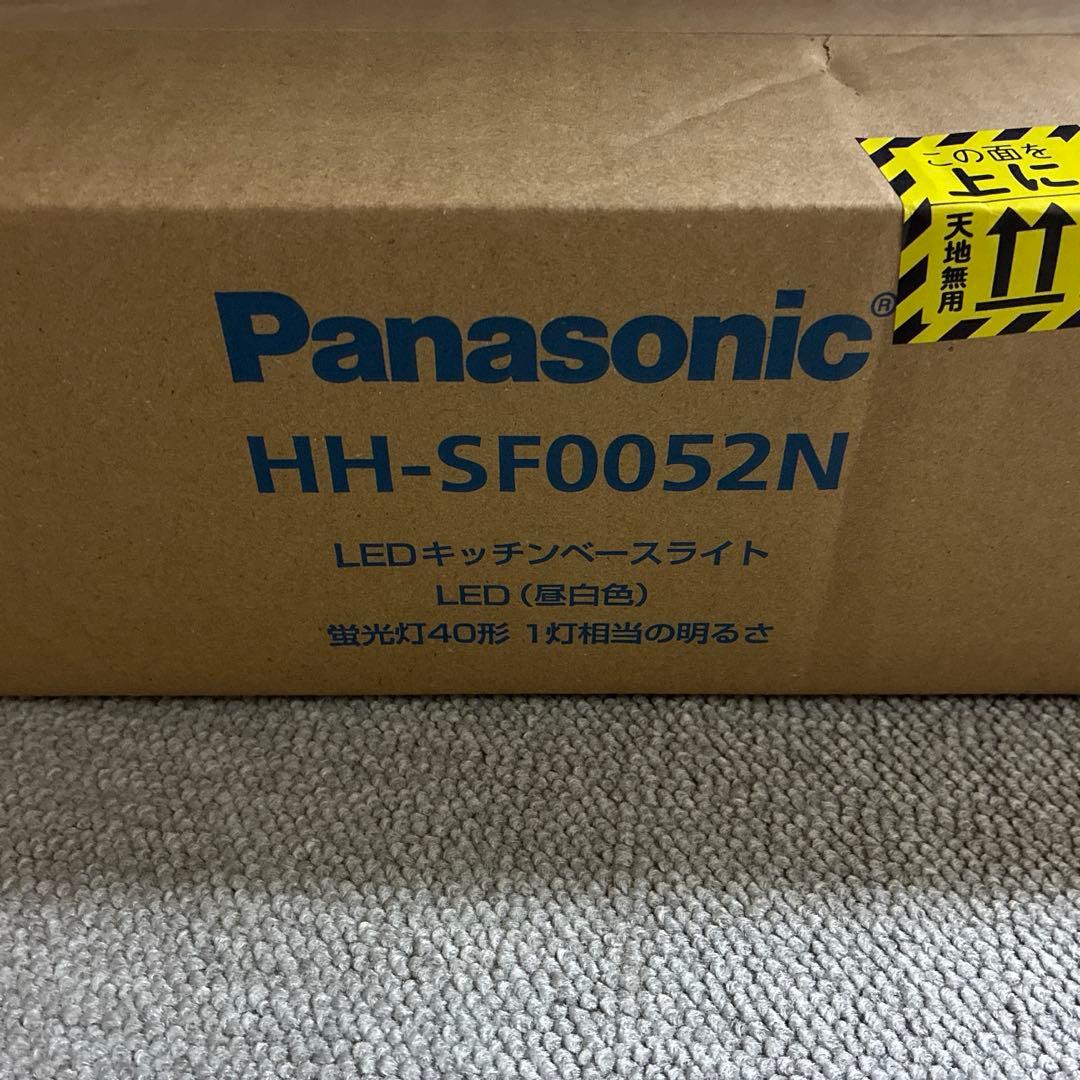 この面を
上に
天地無用
Panasonic®
HH-SF0052N
LEDキッチンベースライト
LED（昼白色）
蛍光灯40形 1灯相当の明るさ